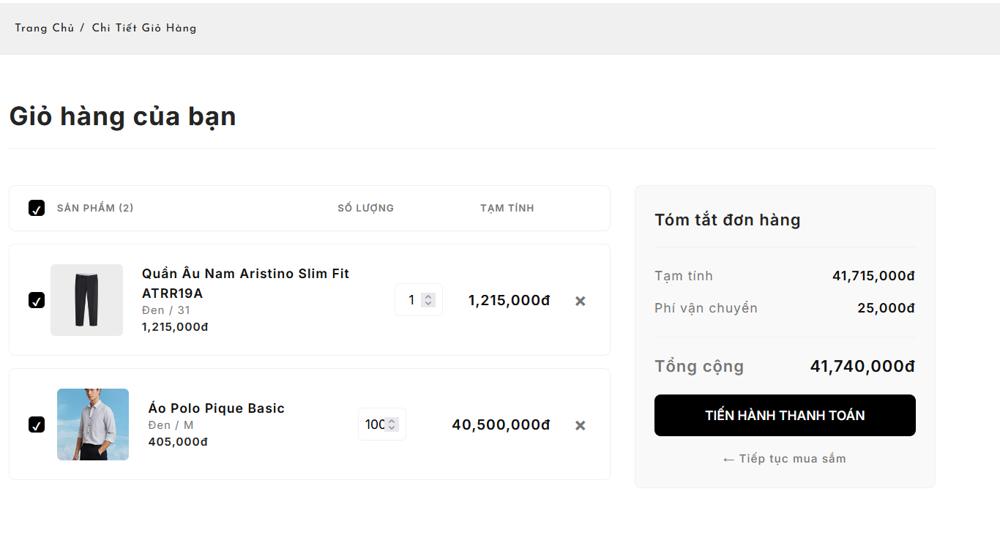 Trang Chủ / Chi Tiết Giỏ Hàng
Giỏ hàng của bạn
SẢN PHẨM (2) SỐ LƯỢNG TẠM TÍNH
Quần Âu Nam Aristino Slim Fit
ATRR19A
Đen / 31
1,215,000đ
1
1,215,000đ
×
Áo Polo Pique Basic
Đen / M
405,000đ
100
40,500,000đ
×
Tóm tắt đơn hàng
Tạm tính 41,715,000đ
Phí vận chuyển 25,000đ
Tổng cộng 41,740,000đ
TIẾN HÀNH THANH TOÁN
← Tiếp tục mua sắm